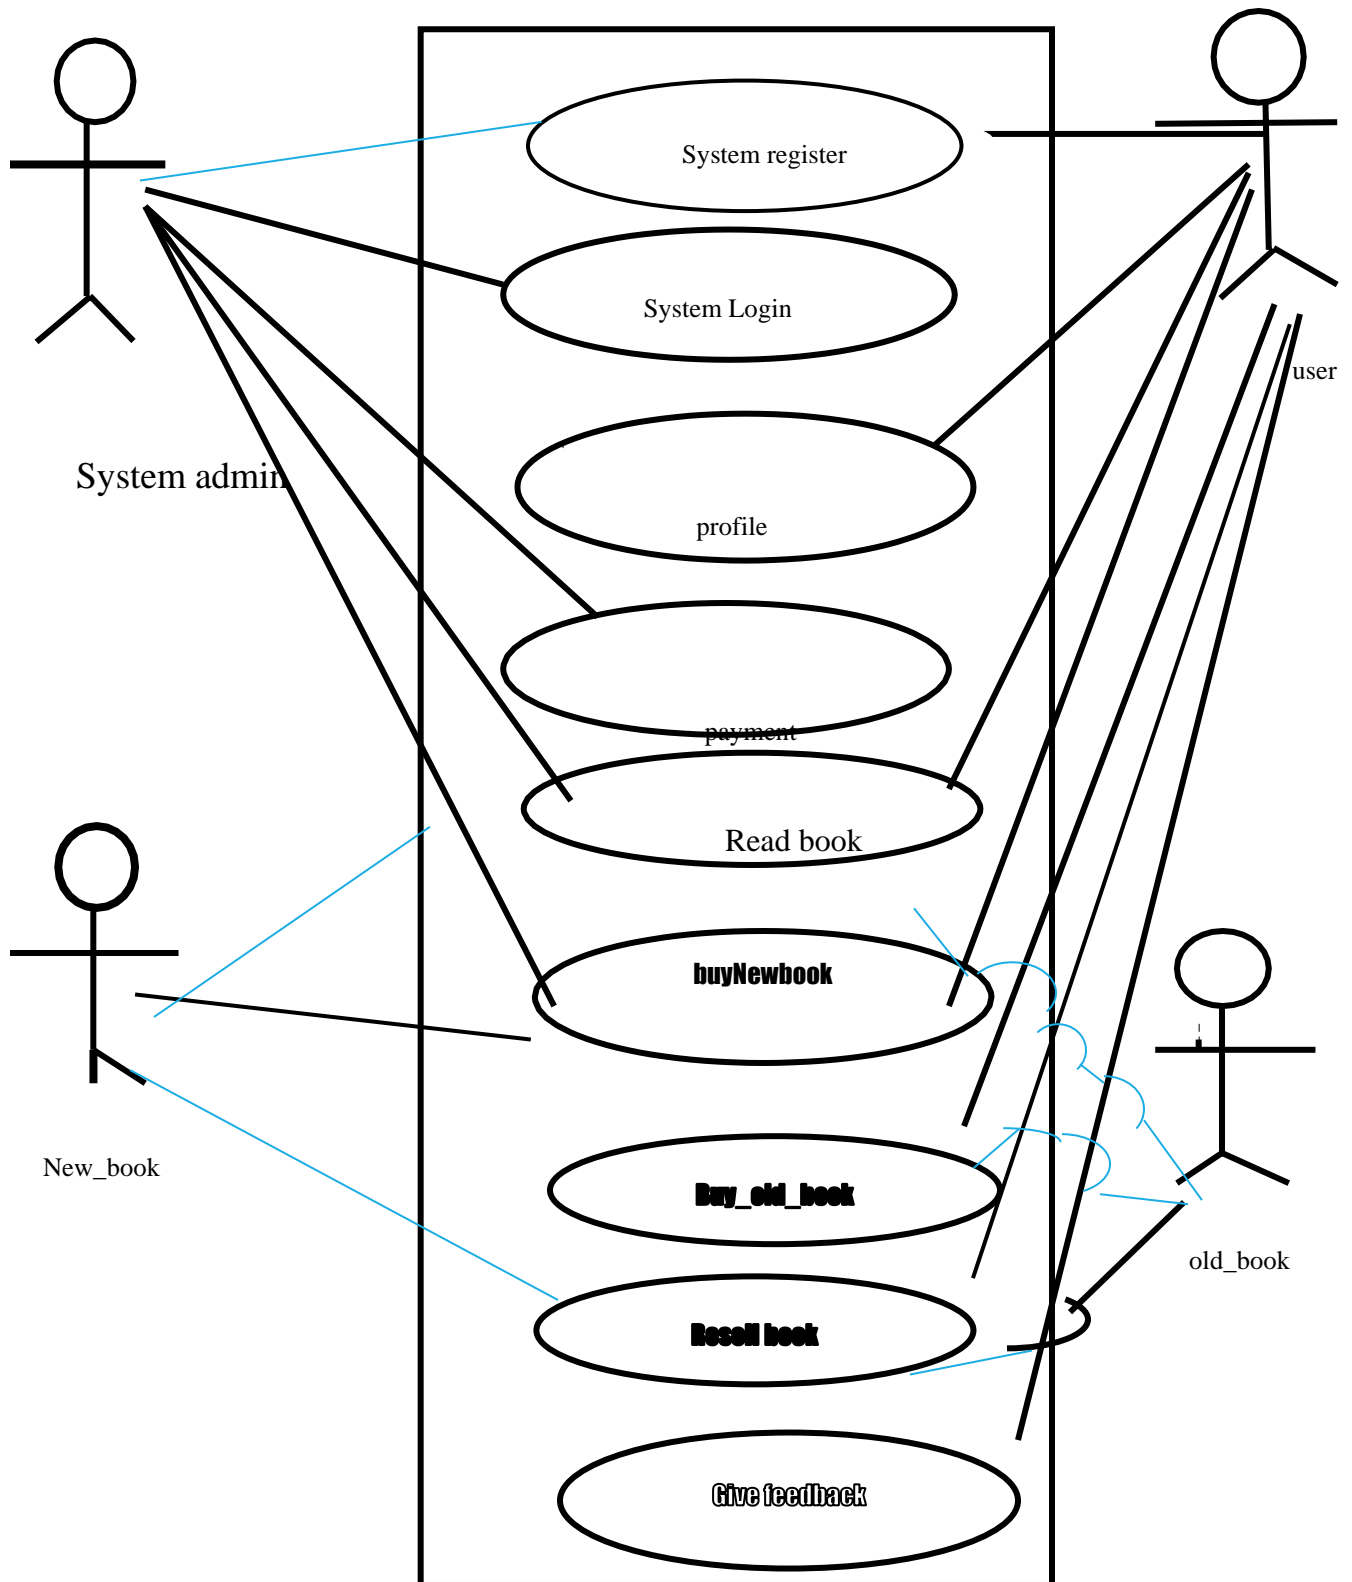 System register
System Login
user
System admin
profile
payment
Read book
buyNewbook
New_book
Buy_old_book
old_book
Resell book
Give feedback